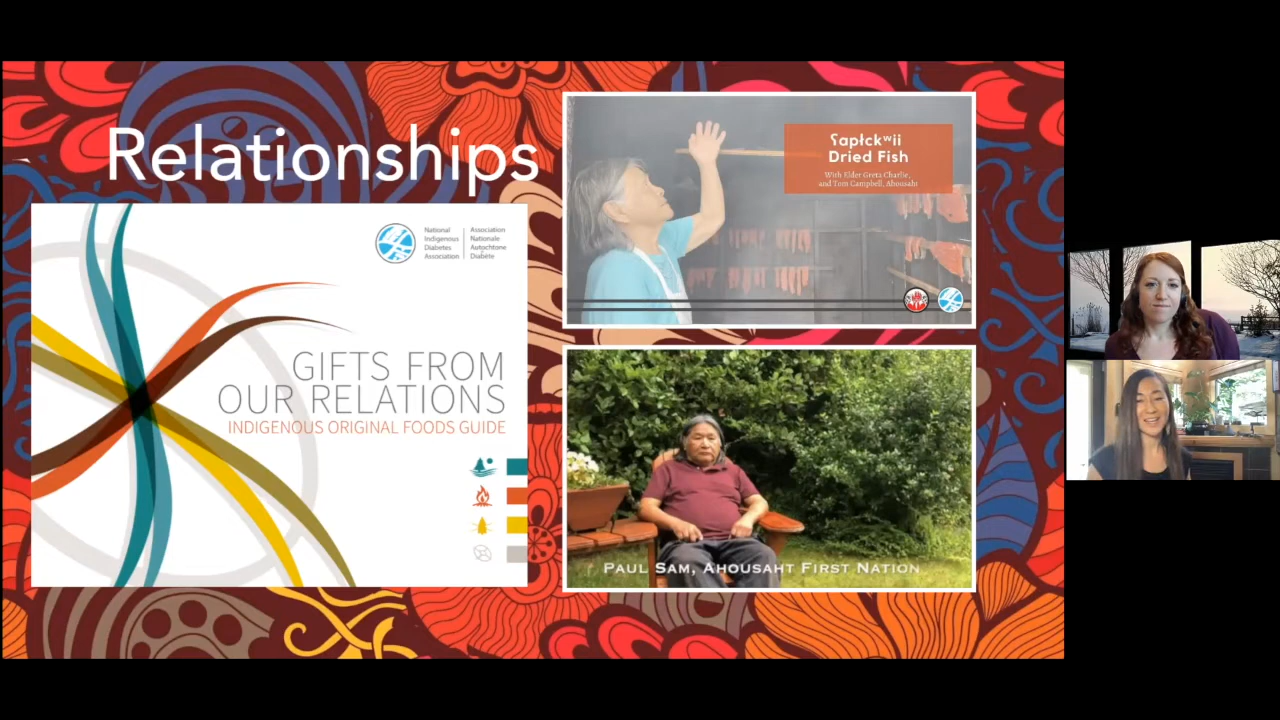 Relationships
National
Indigenous
Diabetes
Association
Association
Nationale
Autochtone
Diabète
GIFTS FROM
OUR RELATIONS
INDIGENOUS ORIGINAL FOODS GUIDE
ʕapłckʷii
Dried Fish
With Elder Greta Charlie,
and Tom Campbell, Ahousaht
PAUL SAM, AHOUSAHT FIRST NATION